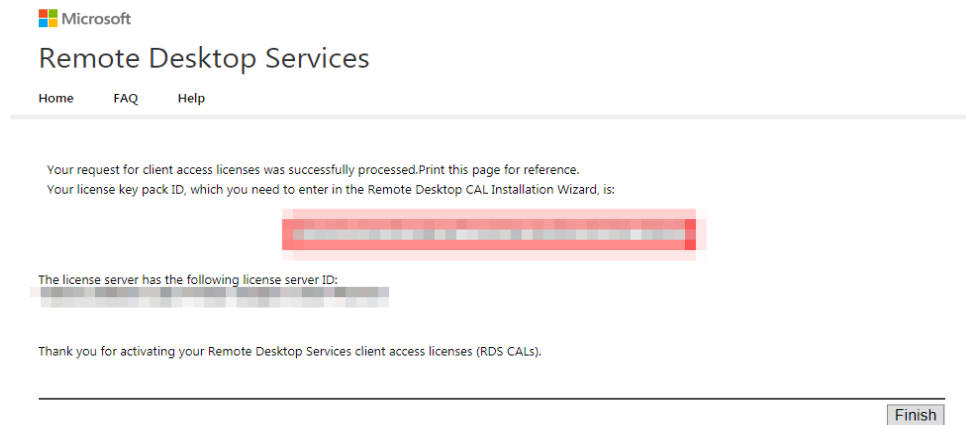 Microsoft
Remote Desktop Services
Home FAQ Help
Your request for client access licenses was successfully processed.Print this page for reference.
Your license key pack ID, which you need to enter in the Remote Desktop CAL Installation Wizard, is:
The license server has the following license server ID:
Thank you for activating your Remote Desktop Services client access licenses (RDS CALs).
Finish